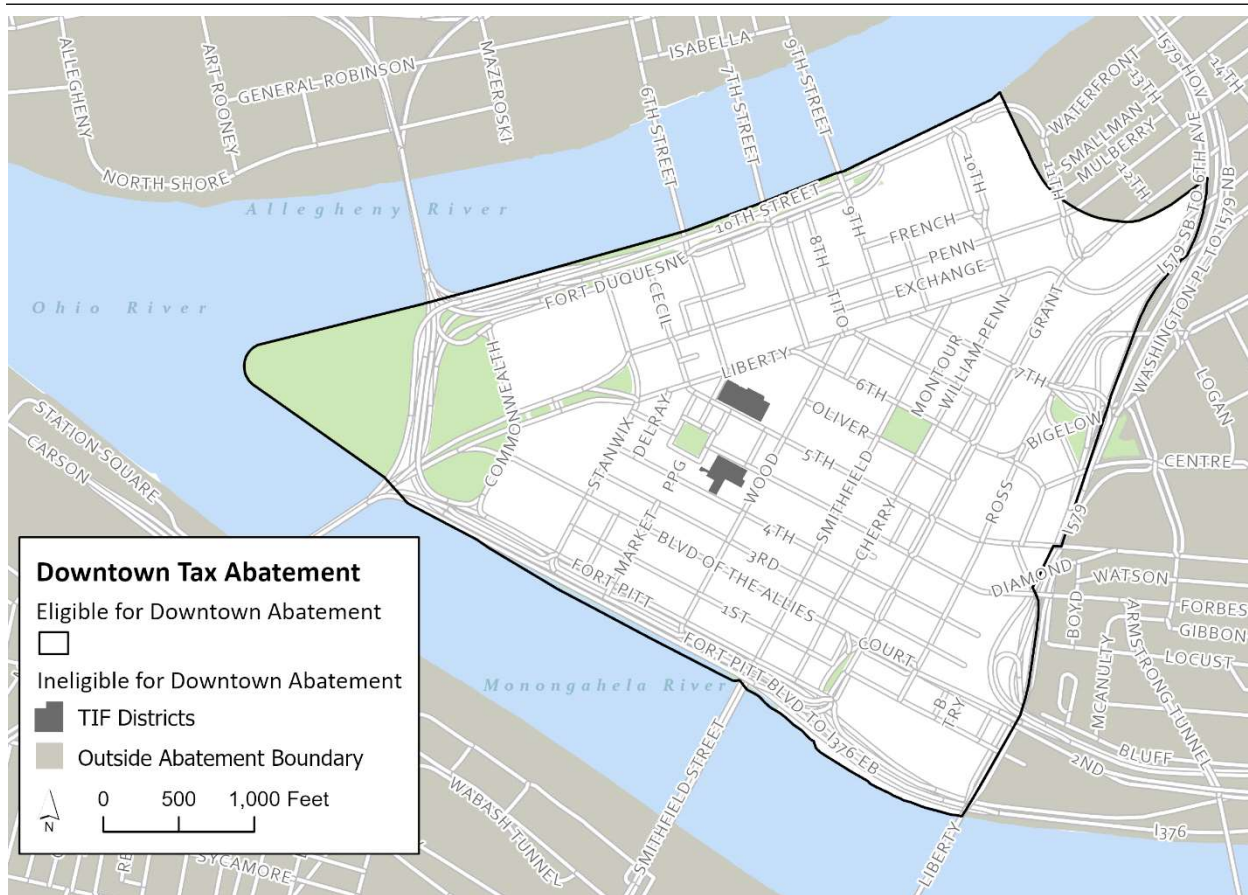 ALLEGHENY
ART ROONEY
GENERAL ROBINSON
MAZEROSKI
ISABELLA
6TH STREET
7TH STREET
9TH STREET
NORTH SHORE
Allegheny River
Ohio River
WATERFRONT
13TH
14TH
SMALLMAN
MULBERRY
12TH
11TH
I579 HOV TO 6TH AVE
I579 SB TO 6TH AVE
WASHINGTON PL TO I579 NB
10TH STREET
10TH
FORT DUQUESNE
CECIL
8TH
9TH
FRENCH
PENN
EXCHANGE
TITO
LIBERTY
GRANT
WILLIAM PENN
MONTOUR
7TH
6TH
OLIVER
BIGELOW
LOGAN
CENTRE
COMMONWEALTH
STANWIX
DELRAY
PPG
MARKET
WOOD
5TH
4TH
3RD
BLVD OF THE ALLIES
1ST
SMITHFIELD
CHERRY
ROSS
I579
DIAMOND
WATSON
FORBES
GIBBON
LOCUST
BOYD
MCANULTY
ARMSTRONG TUNNEL
COURT
B TRY
BLUFF
2ND
I376
FORT PITT
FORT PITT BLVD TO I376 EB
Monongahela River
SMITHFIELD STREET
LIBERTY
STATION SQUARE
CARSON
WABASH TUNNEL
SYCAMORE
Downtown Tax Abatement
Eligible for Downtown Abatement
Ineligible for Downtown Abatement
TIF Districts
Outside Abatement Boundary
0 500 1,000 Feet
N